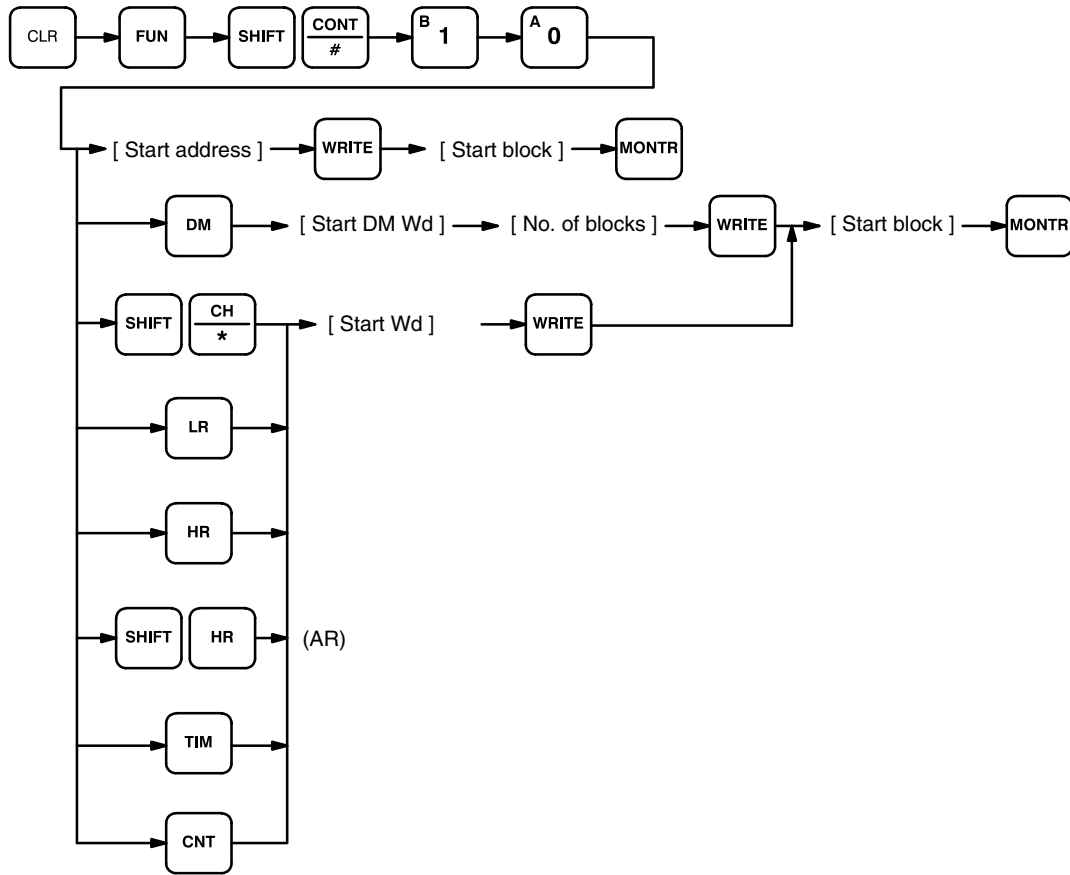 CLR FUN SHIFT CONT # B 1 A 0
[ Start address ] WRITE [ Start block ] MONTR
DM [ Start DM Wd ] [ No. of blocks ] WRITE [ Start block ] MONTR
SHIFT CH * [ Start Wd ] WRITE
LR
HR
SHIFT HR (AR)
TIM
CNT